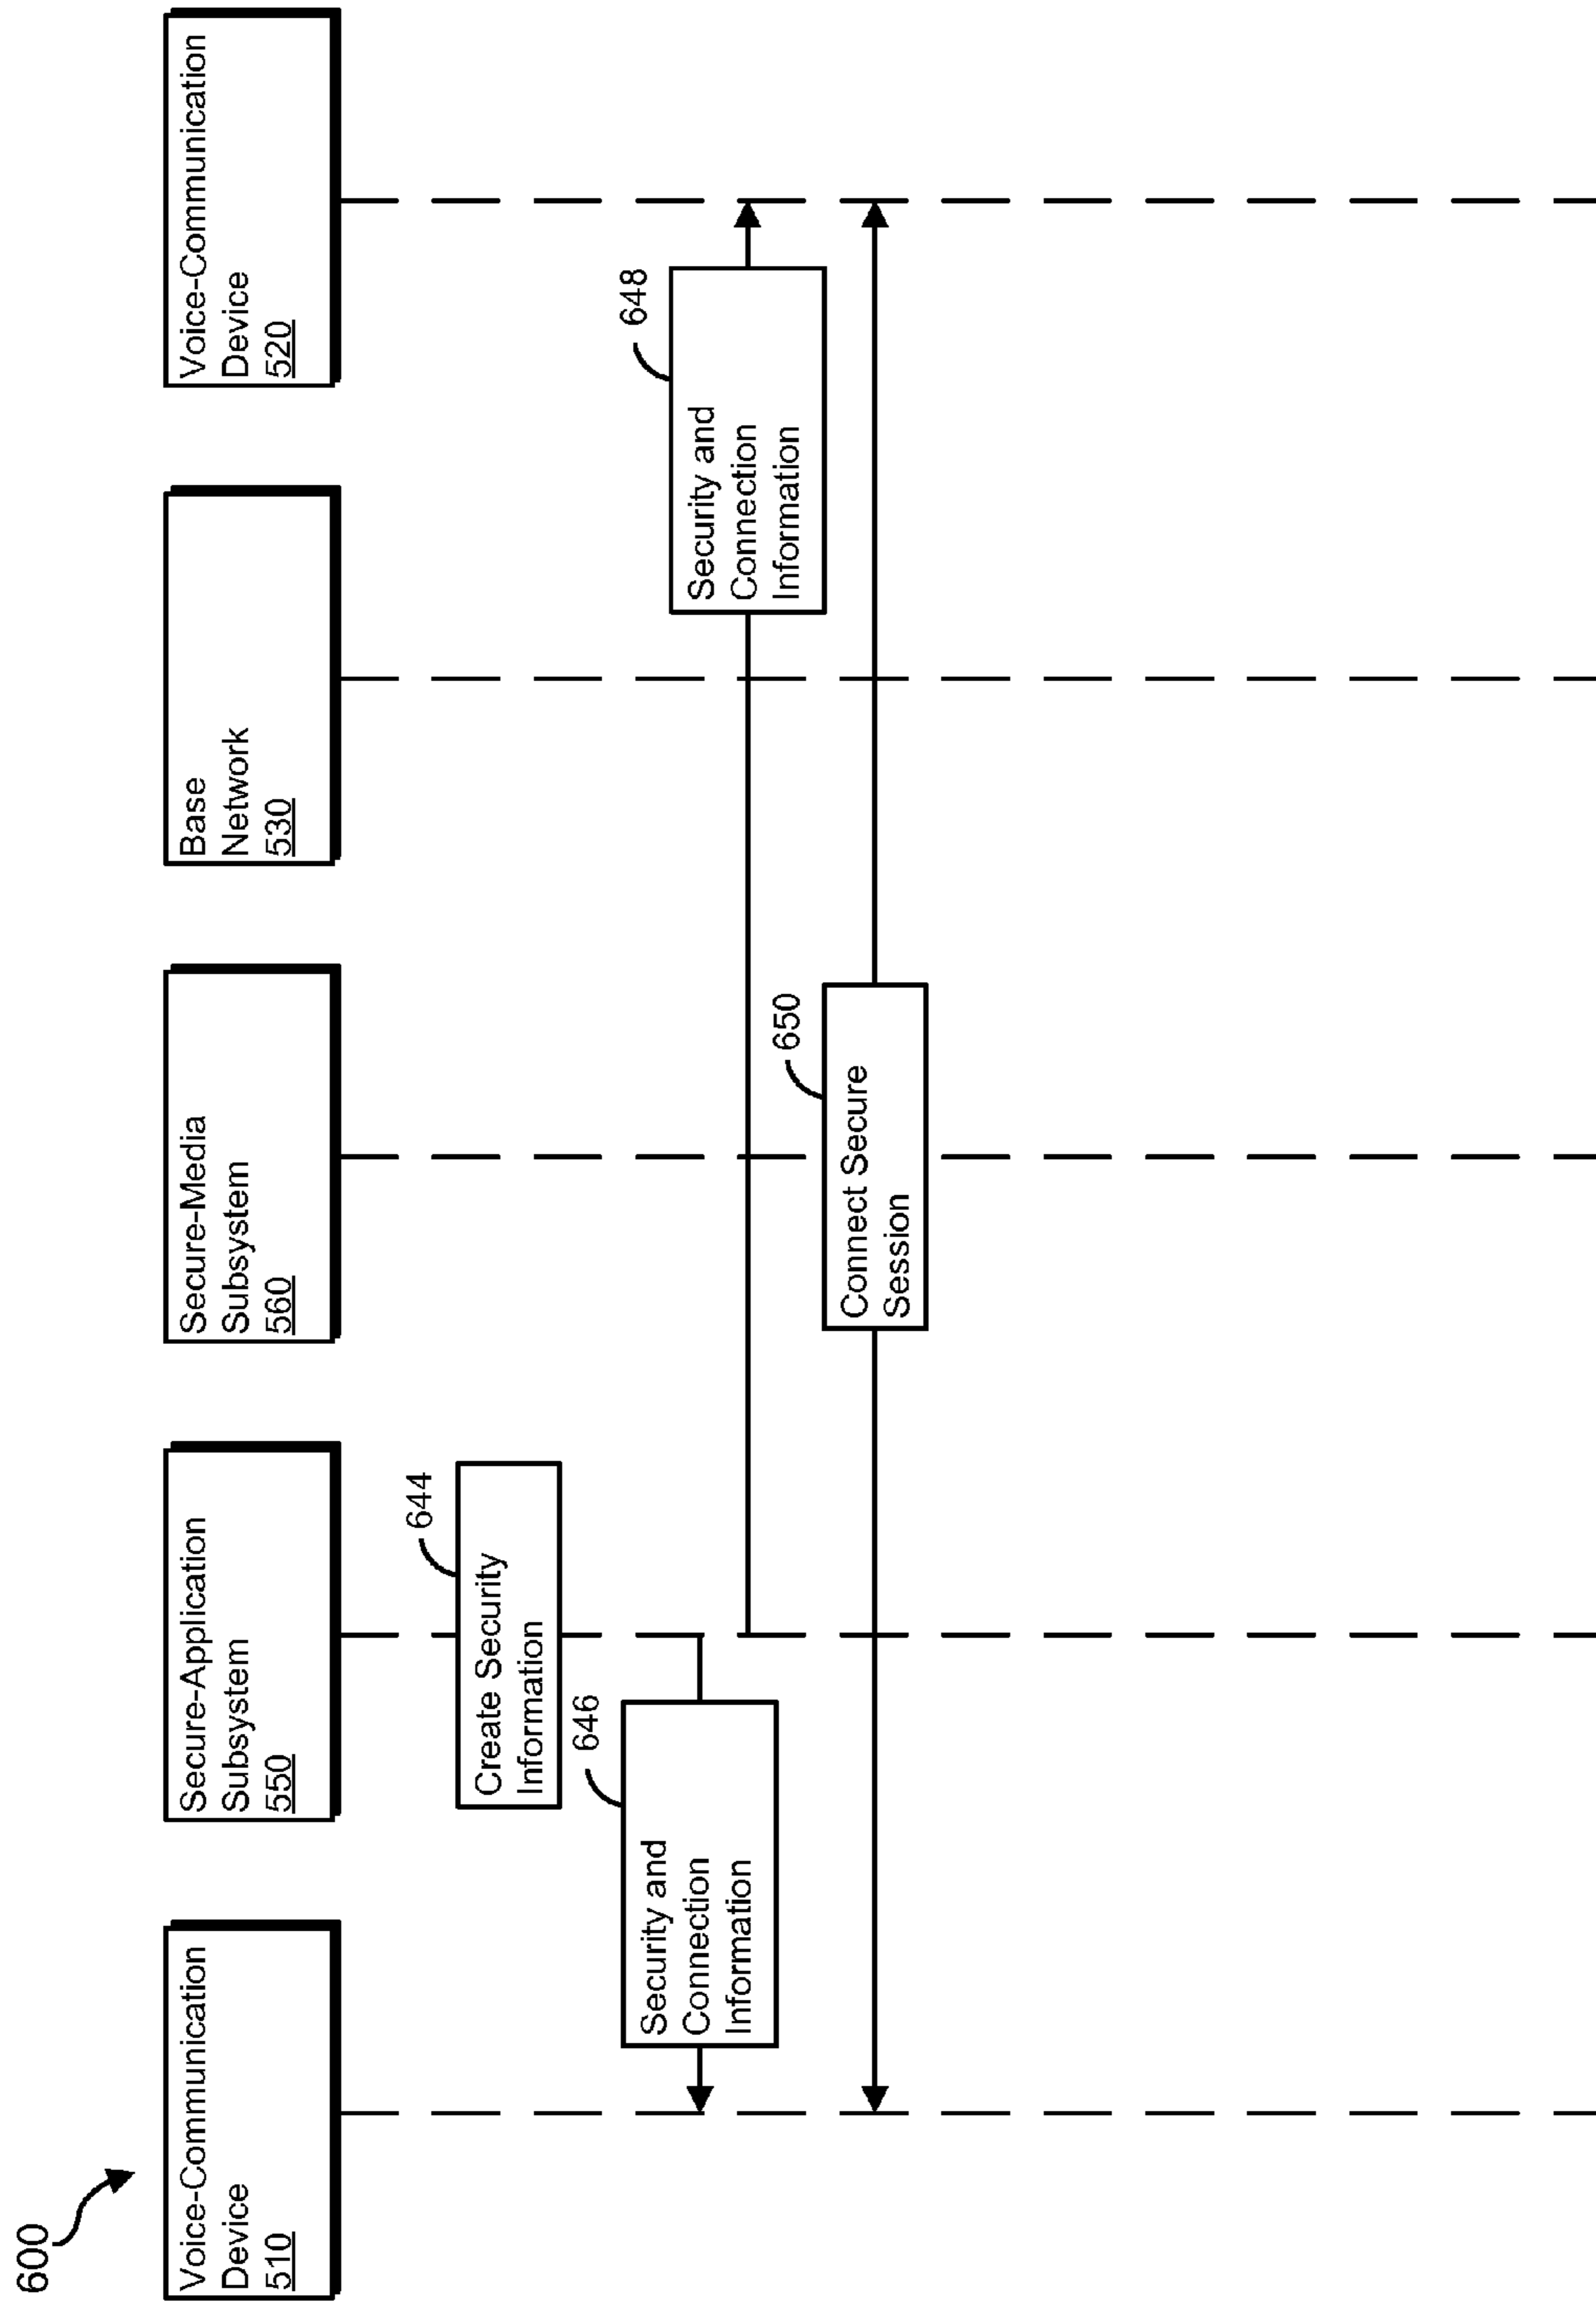 600
Voice-Communication
Device
510
Secure-Application
Subsystem
550
Secure-Media
Subsystem
560
Base
Network
530
Voice-Communication
Device
520
644
Create Security
Information
646
Security and
Connection
Information
648
Security and
Connection
Information
650
Connect Secure
Session